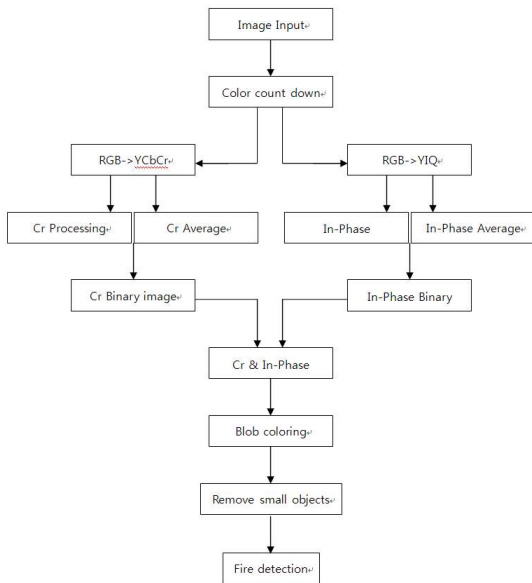 Image Input
Color count down
RGB->YCbCr
RGB->YIQ
Cr Processing
Cr Average
In-Phase
In-Phase Average
Cr Binary image
In-Phase Binary
Cr & In-Phase
Blob coloring
Remove small objects
Fire detection